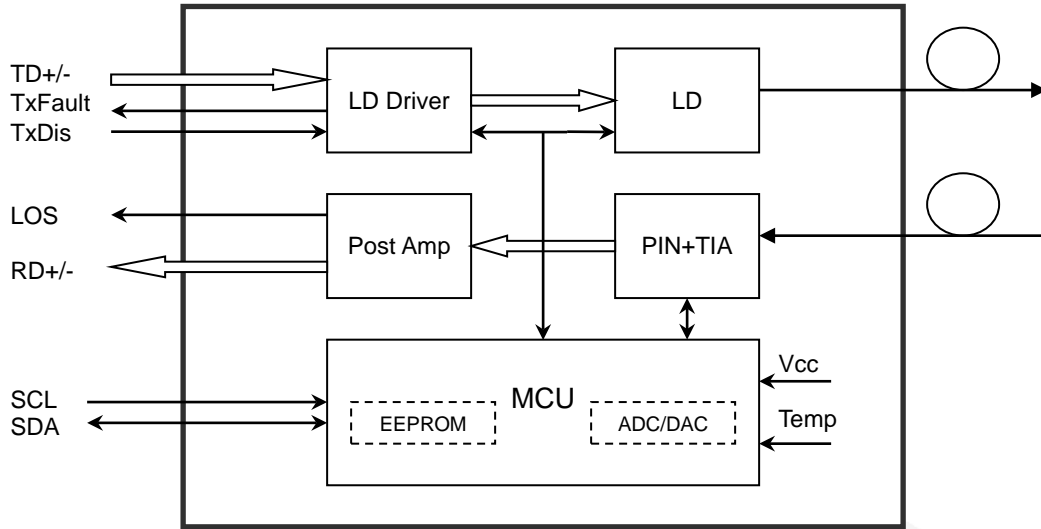 TD+/-
TxFault
TxDis
LD Driver
LD
LOS
RD+/-
Post Amp
PIN+TIA
SCL
SDA
MCU
EEPROM
ADC/DAC
Vcc
Temp